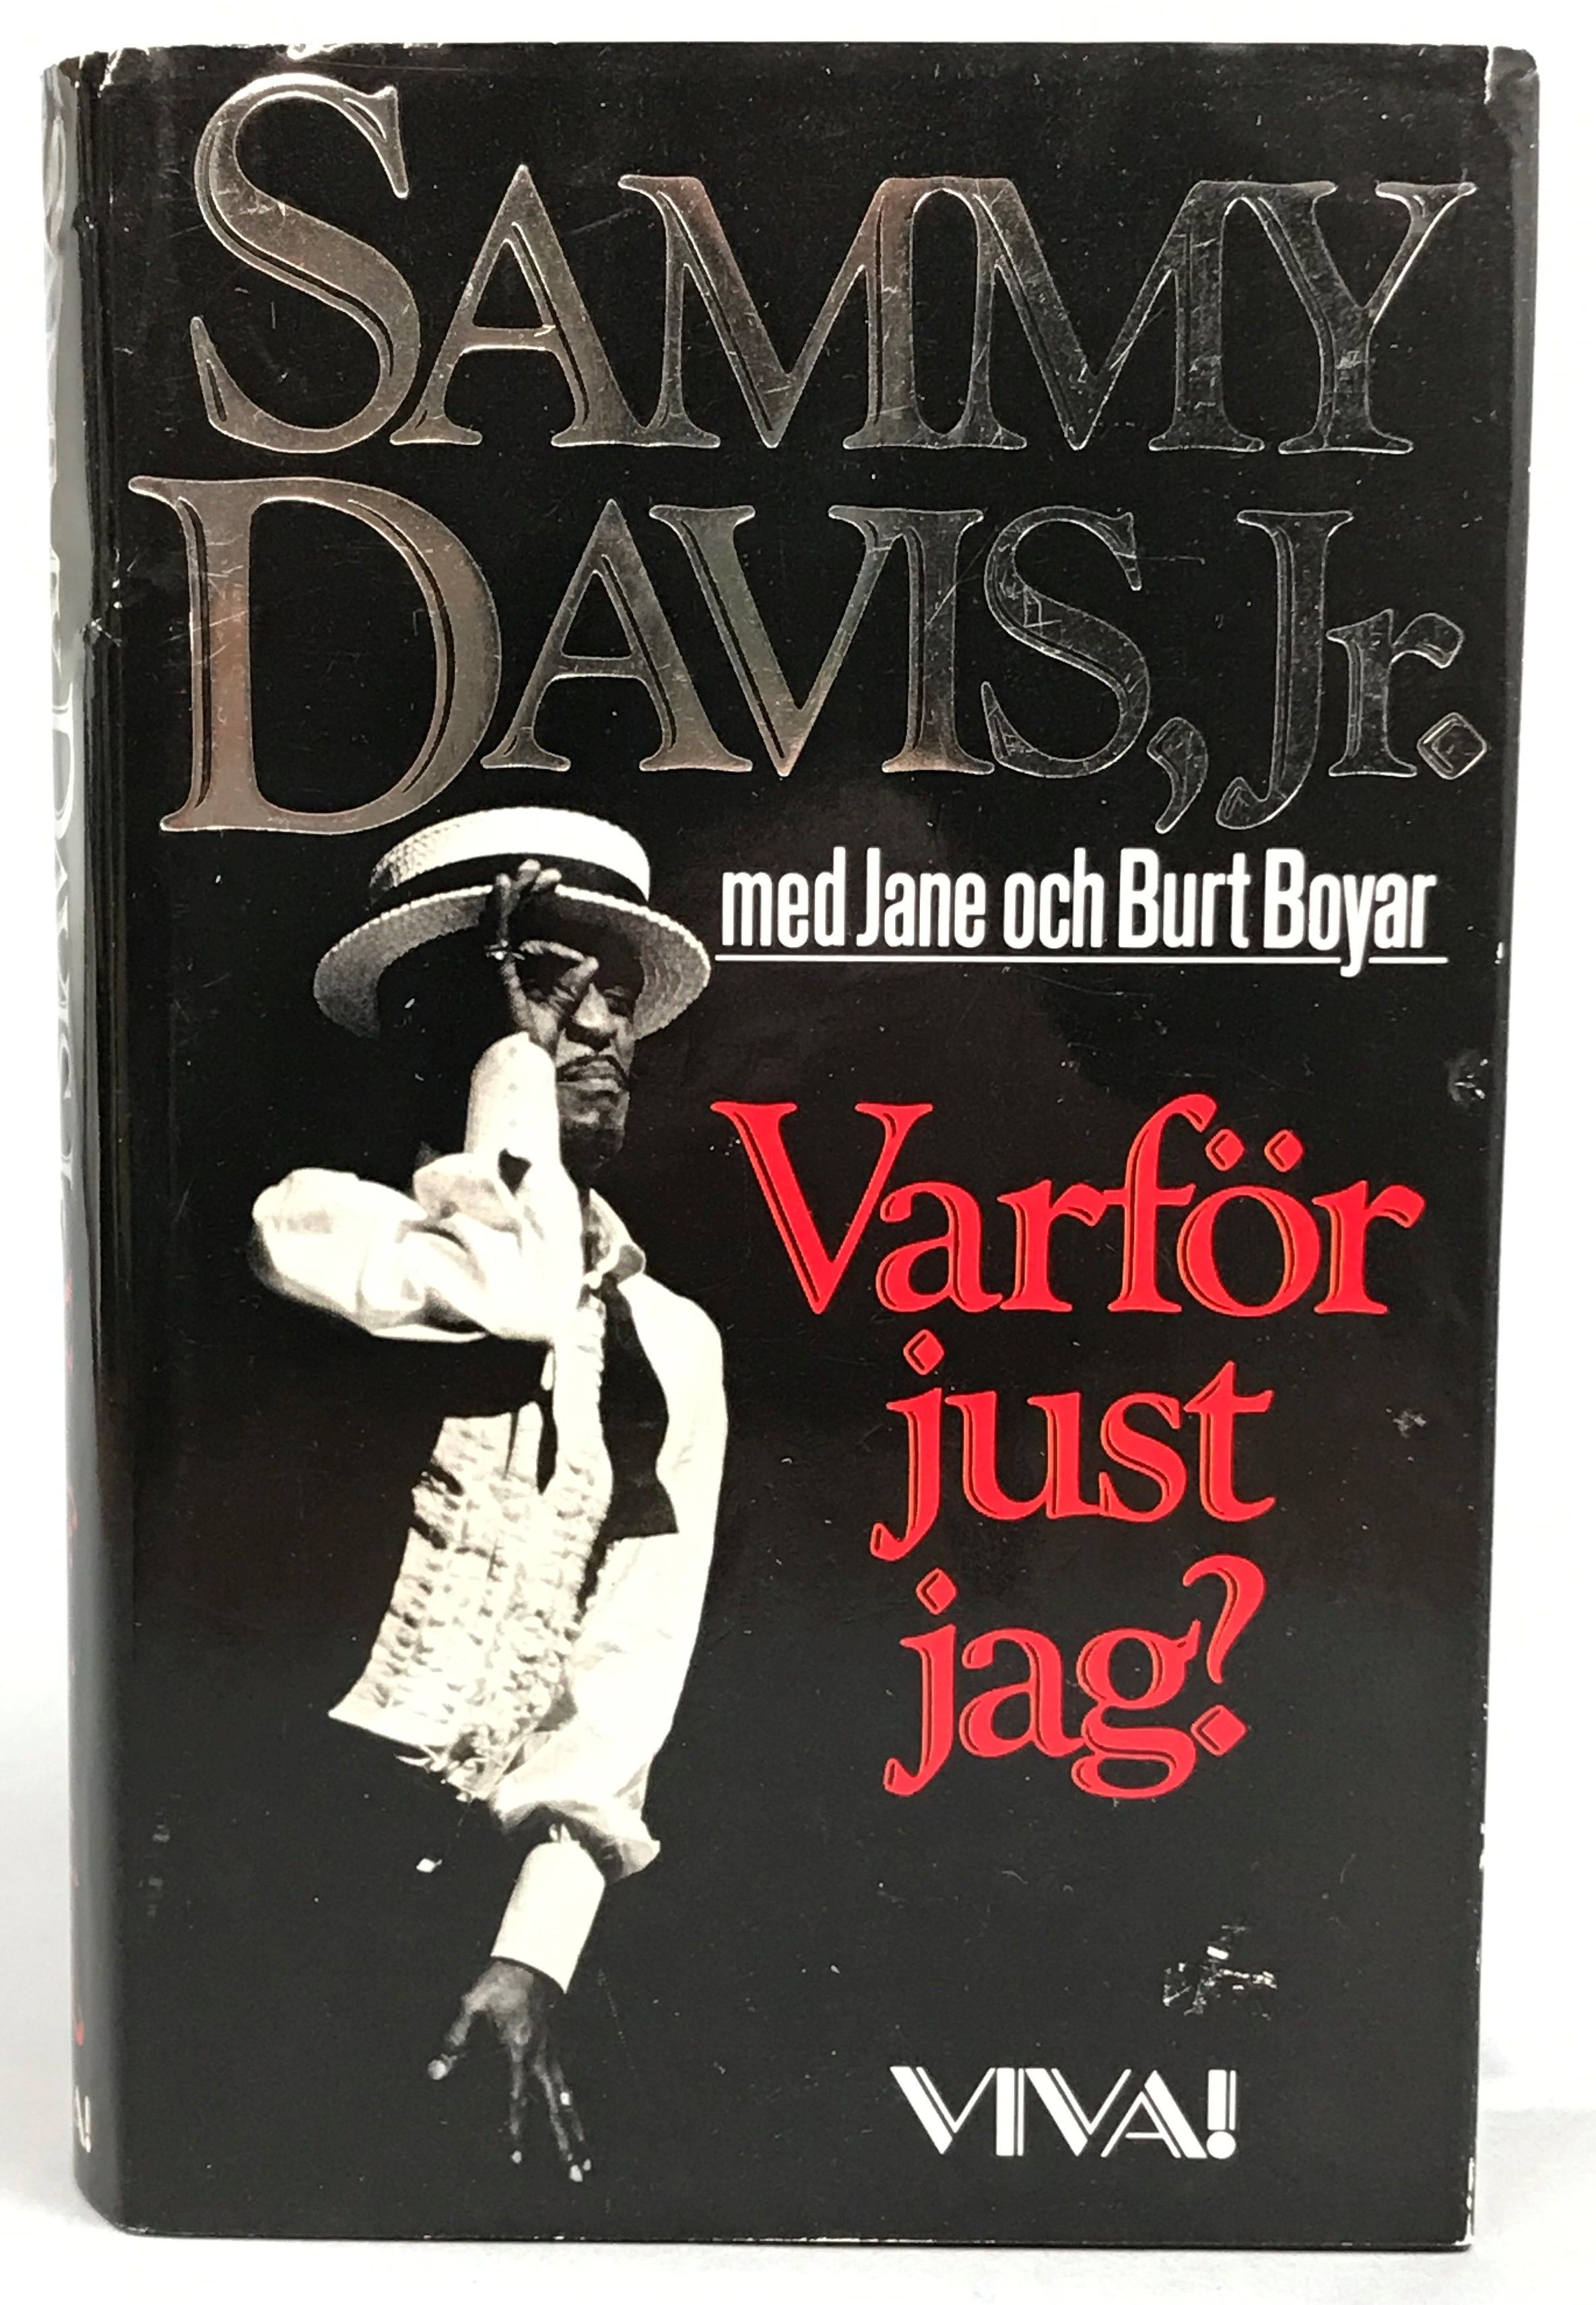 SAMMY
DAVIS, Jr.
med Jane och Burt Boyar
Varför
just
jag?
VIVA!